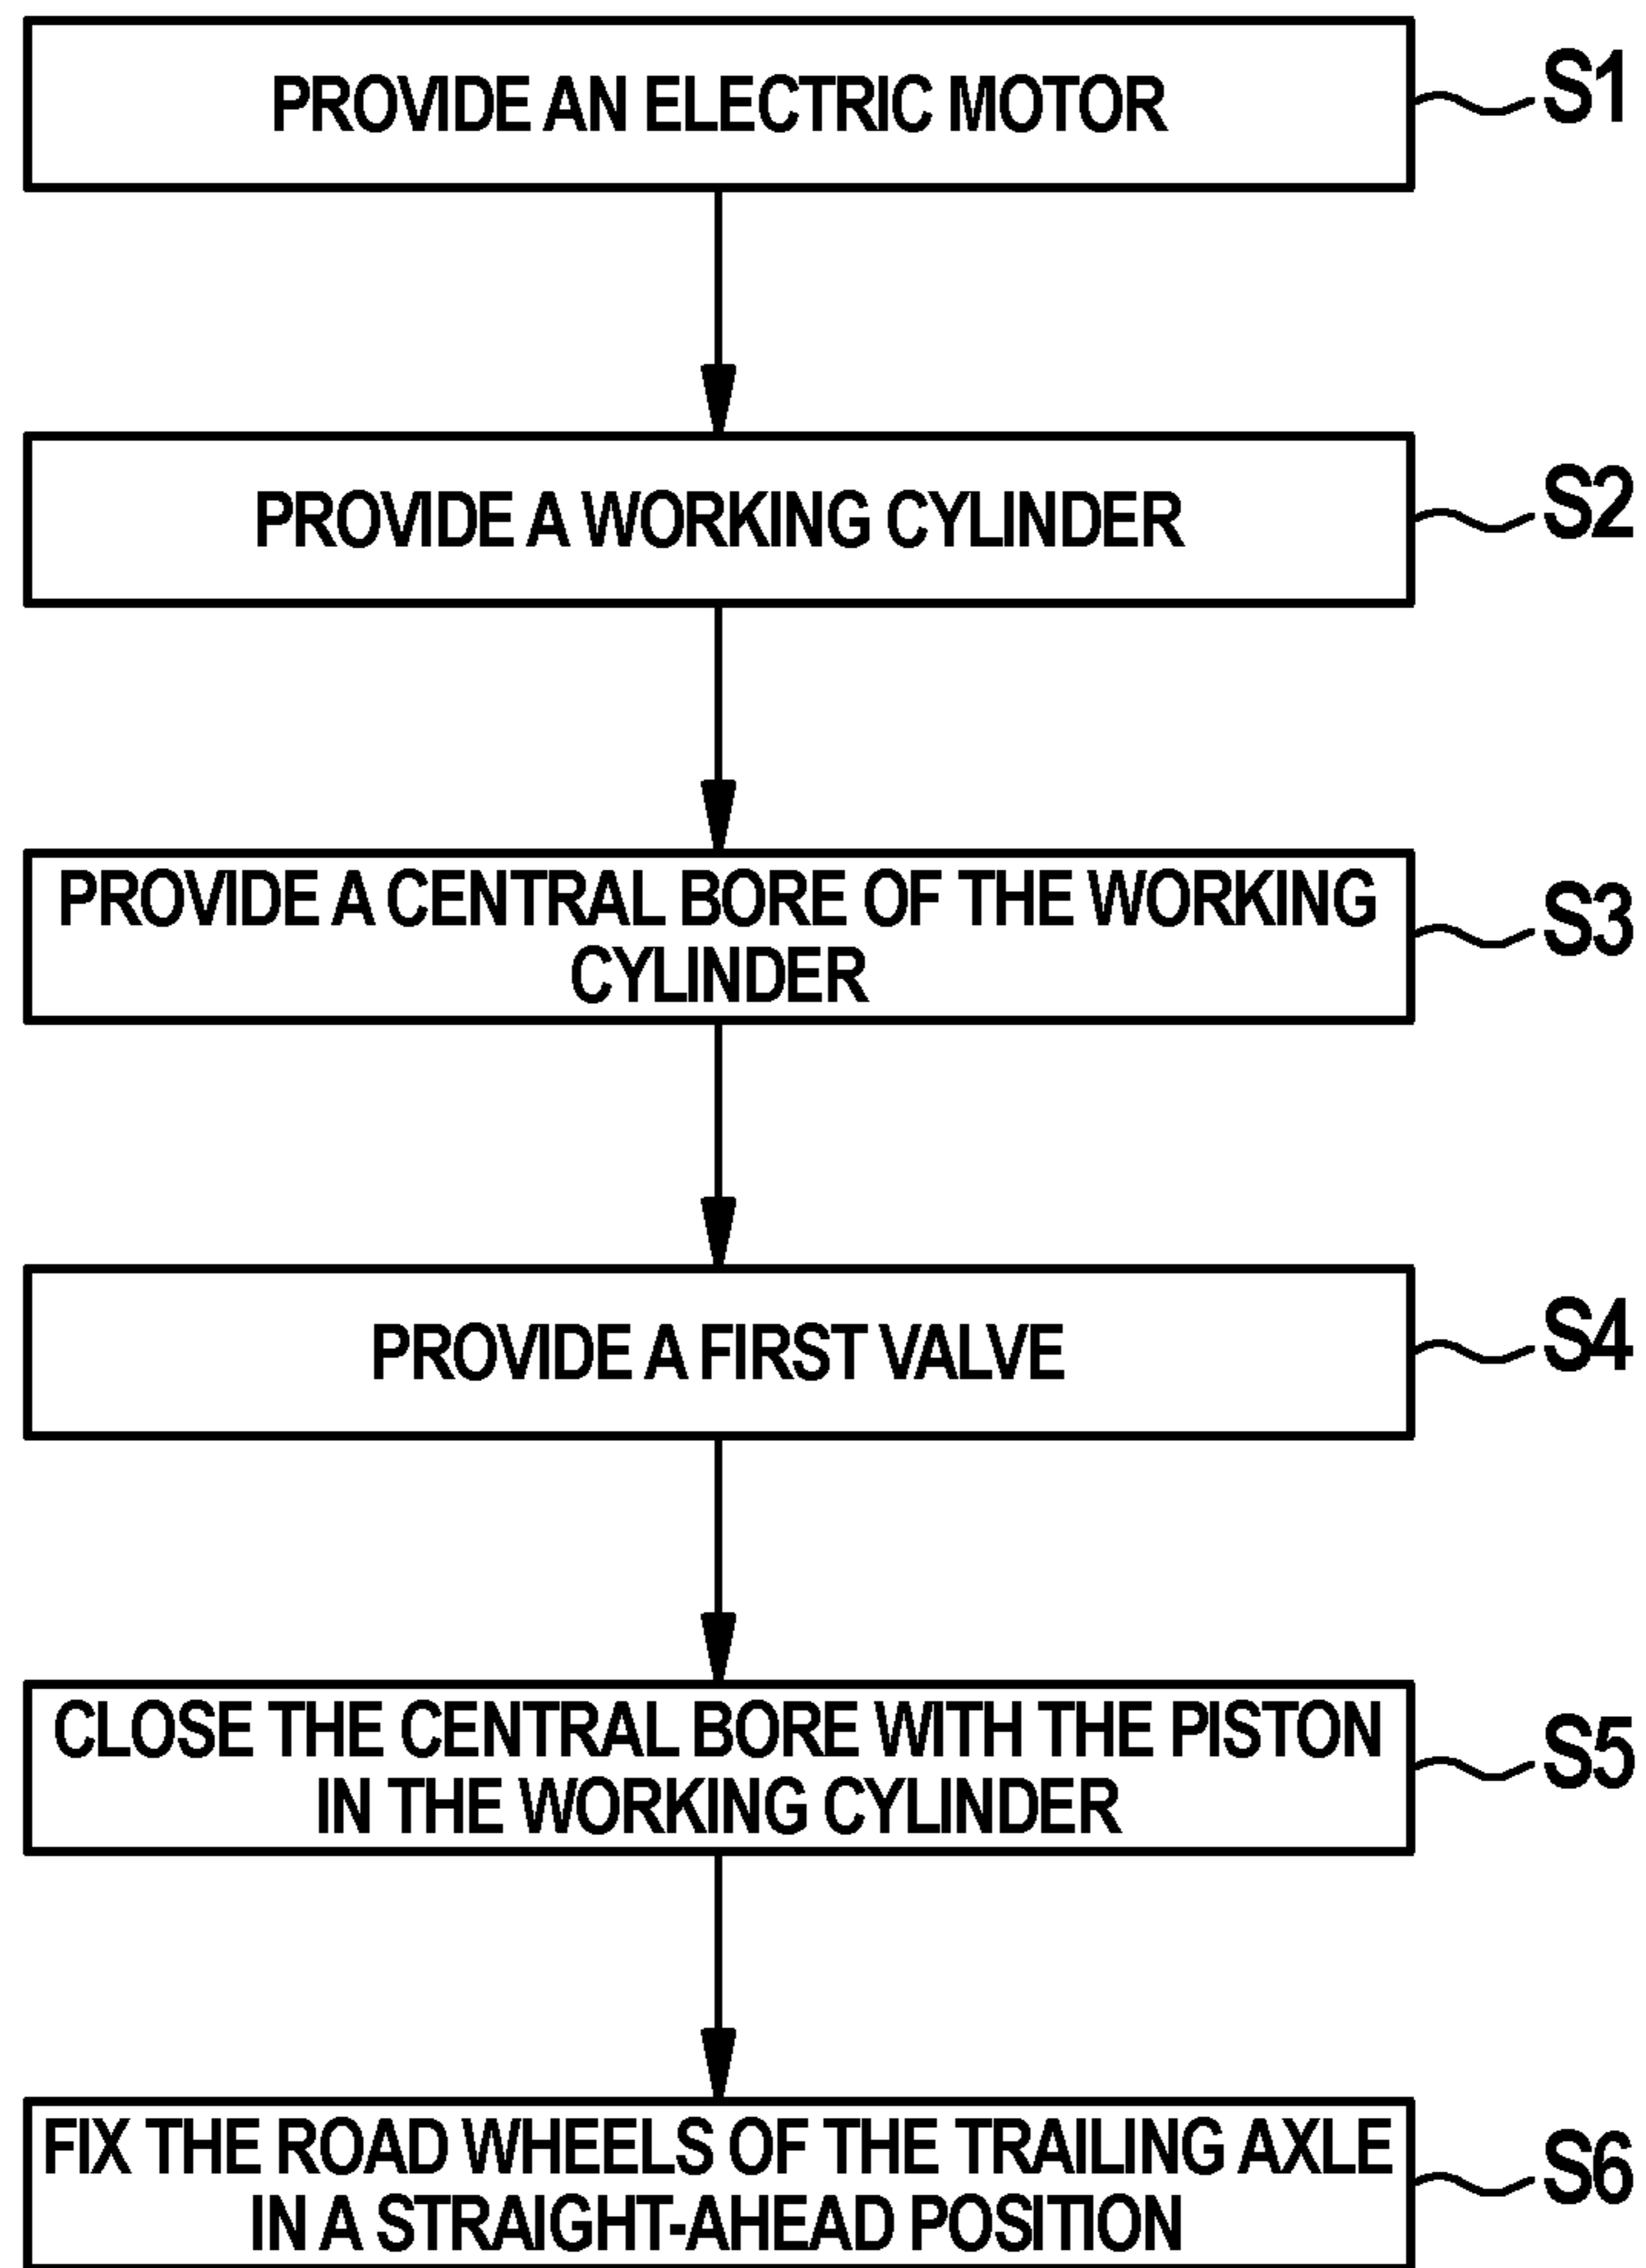 PROVIDE AN ELECTRIC MOTOR
S1
PROVIDE A WORKING CYLINDER
S2
PROVIDE A CENTRAL BORE OF THE WORKING
CYLINDER
S3
PROVIDE A FIRST VALVE
S4
CLOSE THE CENTRAL BORE WITH THE PISTON
IN THE WORKING CYLINDER
S5
FIX THE ROAD WHEELS OF THE TRAILING AXLE
IN A STRAIGHT-AHEAD POSITION
S6